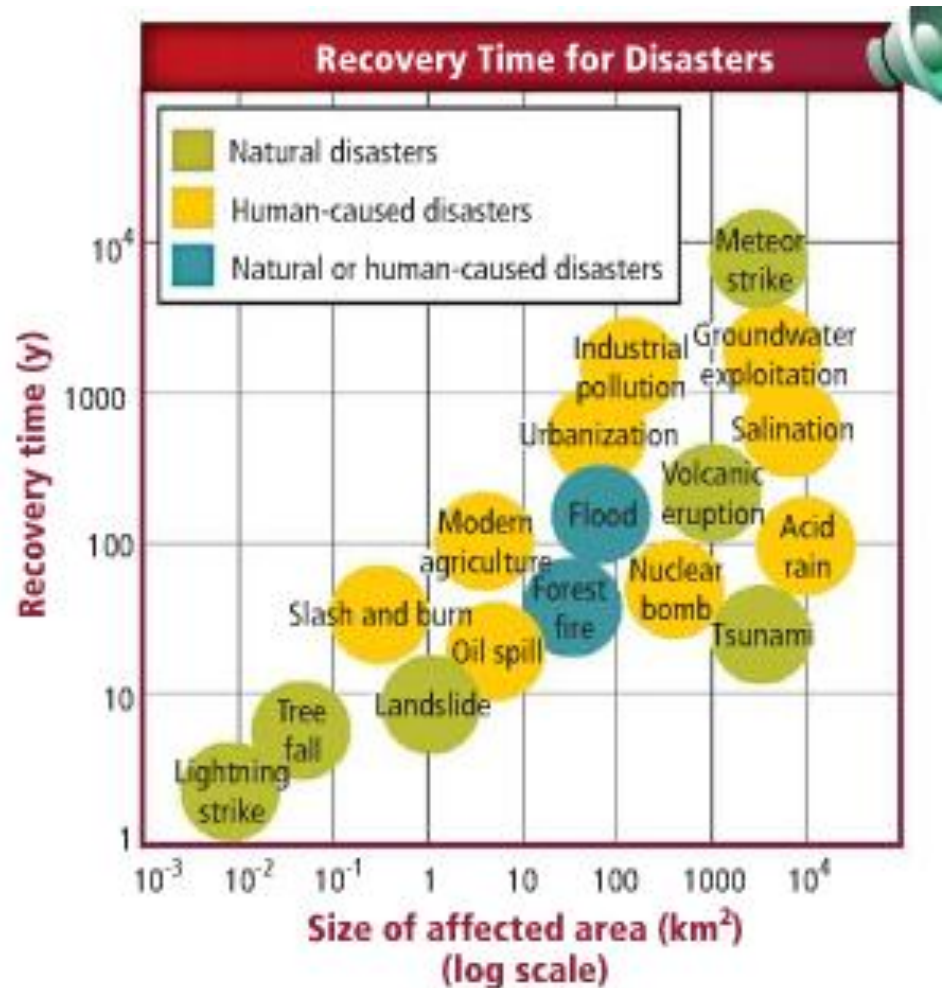 Recovery Time for Disasters
Natural disasters
Human-caused disasters
Natural or human-caused disasters
Recovery time (y)
10⁴
1000
100
10
1
Meteor
strike
Industrial
pollution
Groundwater
exploitation
Urbanization
Salination
Volcanic
eruption
Flood
Modern
agriculture
Acid
rain
Nuclear
bomb
Forest
fire
Slash and burn
Oil spill
Tsunami
Landslide
Tree
fall
Lightning
strike
10⁻³
10⁻²
10⁻¹
1
10
100
1000
10⁴
Size of affected area (km²)
(log scale)